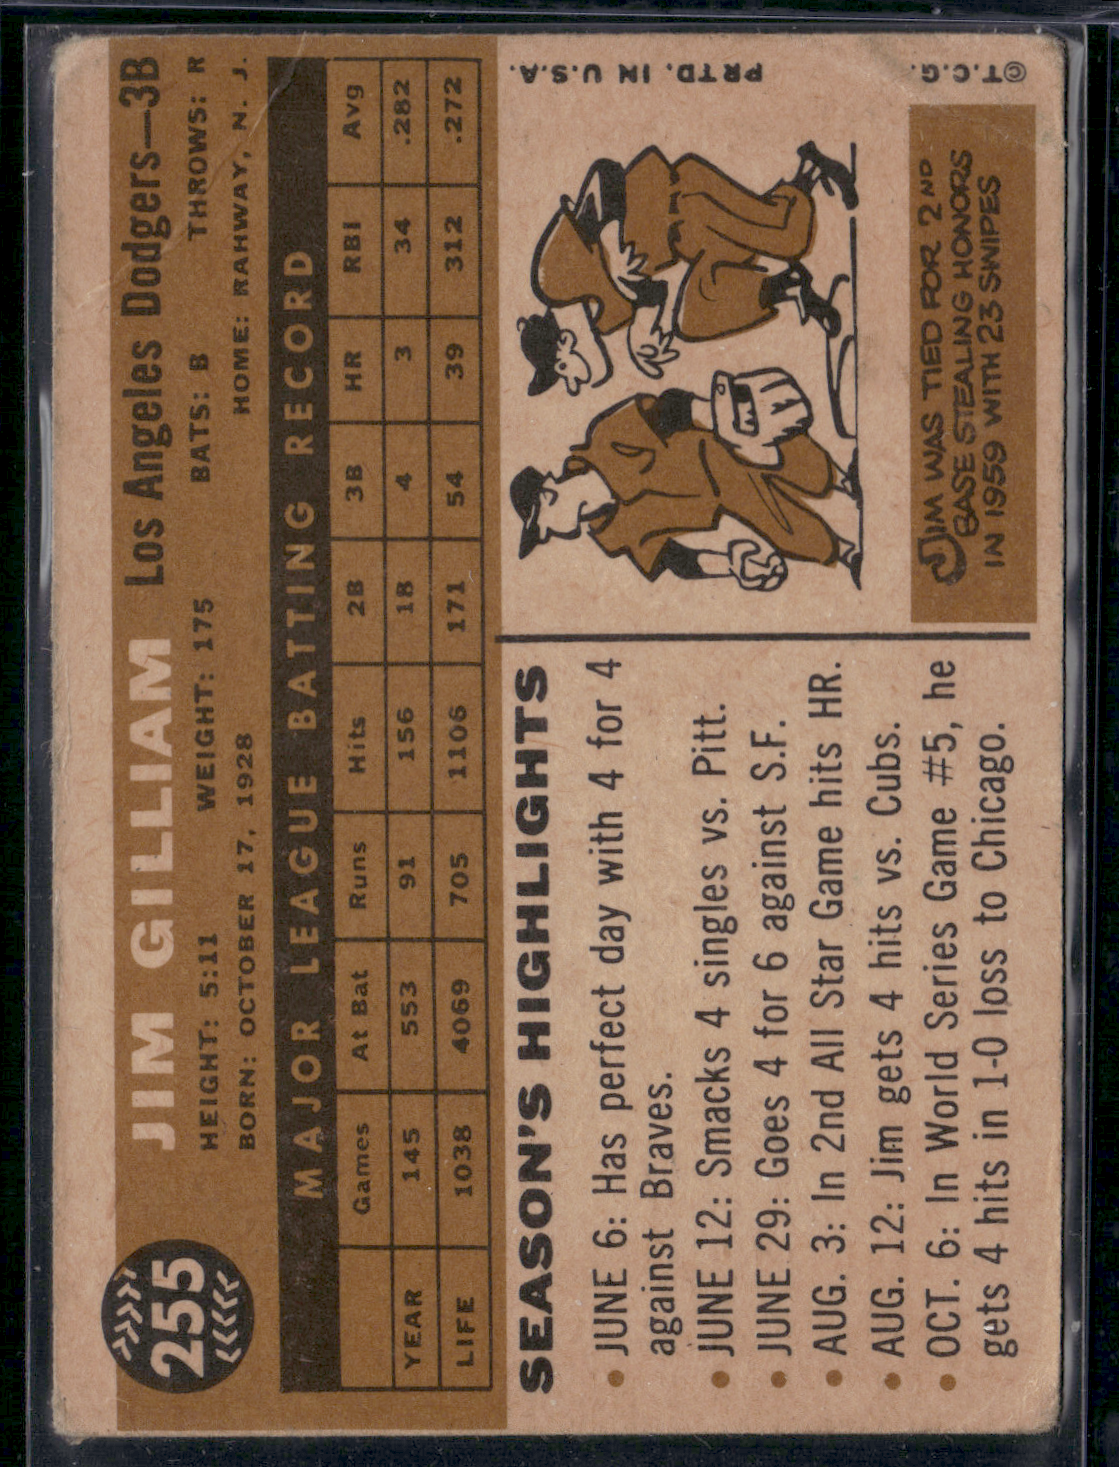 255
JIM GILLIAM Los Angeles Dodgers—3B
HEIGHT: 5:11 WEIGHT: 175 BATS: B THROWS: R
BORN: OCTOBER 17, 1928 HOME: RAHWAY, N. J.
MAJOR LEAGUE BATTING RECORD
Games At Bat Runs Hits 2B 3B HR RBI Avg
YEAR 145 553 91 156 18 4 3 34 .282
LIFE 1038 4069 705 1106 171 54 39 312 .272
SEASON'S HIGHLIGHTS
• JUNE 6: Has perfect day with 4 for 4
against Braves.
• JUNE 12: Smacks 4 singles vs. Pitt.
• JUNE 29: Goes 4 for 6 against S.F.
• AUG. 3: In 2nd All Star Game hits HR.
• AUG. 12: Jim gets 4 hits vs. Cubs.
• OCT. 6: In World Series Game #5, he
gets 4 hits in 1-0 loss to Chicago.
JIM WAS TIED FOR 2ND
BASE STEALING HONORS
IN 1959 WITH 23 SWIPES
©T.C.G. PRTD. IN U.S.A.